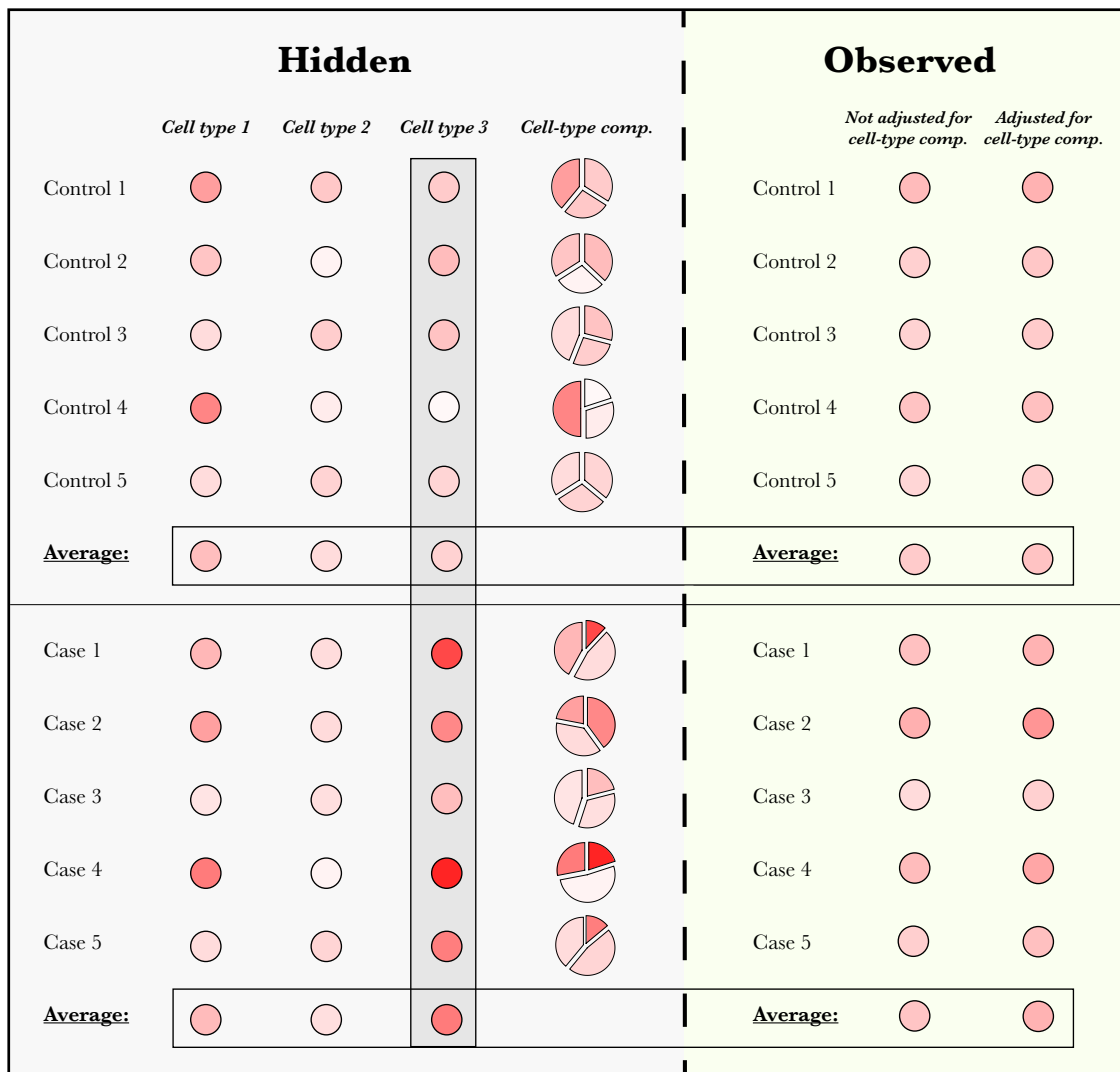 Hidden Observed
Cell type 1 Cell type 2 Cell type 3 Cell-type comp. Not adjusted for cell-type comp. Adjusted for cell-type comp.
Control 1 Control 1
Control 2 Control 2
Control 3 Control 3
Control 4 Control 4
Control 5 Control 5
Average: Average:
Case 1 Case 1
Case 2 Case 2
Case 3 Case 3
Case 4 Case 4
Case 5 Case 5
Average: Average: